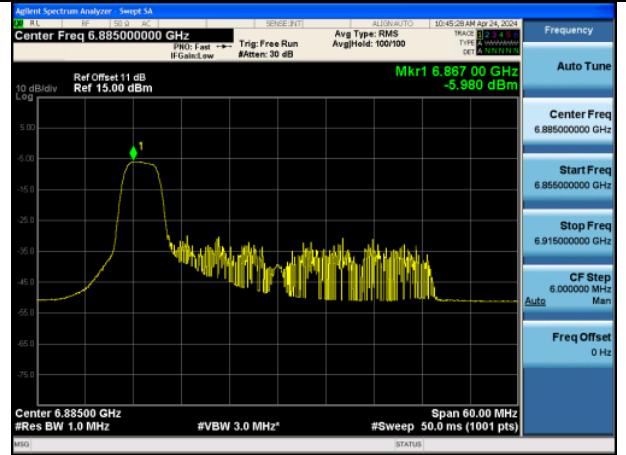 Agilent Spectrum Analyzer - Swept SA
RL RF 50 Ω AC SENSE:INT ALIGNAUTO 10:45:28 AM Apr 24, 2024
Center Freq 6.885000000 GHz
PNO: Fast
IFGain:Low
Trig: Free Run
#Atten: 30 dB
Avg Type: RMS
Avg|Hold: 100/100
TRACE 1 2 3 4 5 6
TYPE A
DET A N N N N N
Frequency
Auto Tune
Center Freq
6.885000000 GHz
Start Freq
6.855000000 GHz
Stop Freq
6.915000000 GHz
CF Step
6.000000 MHz
Auto Man
Freq Offset
0 Hz
Mkr1 6.867 00 GHz
-5.980 dBm
Ref Offset 11 dB
10 dB/div Ref 15.00 dBm
Log
1
5.00
-5.00
-15.0
-25.0
-35.0
-45.0
-55.0
-65.0
-75.0
Center 6.88500 GHz Span 60.00 MHz
#Res BW 1.0 MHz #VBW 3.0 MHz* #Sweep 50.0 ms (1001 pts)
MSG STATUS